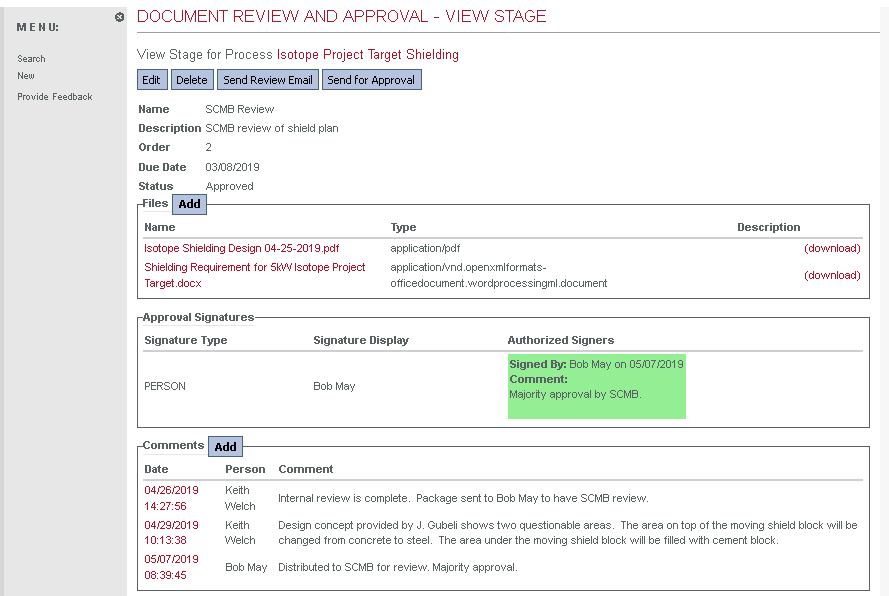 MENU:
Search
New
Provide Feedback
DOCUMENT REVIEW AND APPROVAL - VIEW STAGE
View Stage for Process Isotope Project Target Shielding
Edit Delete Send Review Email Send for Approval
Name SCMB Review
Description SCMB review of shield plan
Order 2
Due Date 03/08/2019
Status Approved
Files Add
Name Type Description
Isotope Shielding Design 04-25-2019.pdf application/pdf (download)
Shielding Requirement for 5kW Isotope Project application/vnd.openxmlformats-
Target.docx officedocument.wordprocessingml.document (download)
Approval Signatures
Signature Type Signature Display Authorized Signers
Signed By: Bob May on 05/07/2019
Comment:
PERSON Bob May
Majority approval by SCMB.
Comments Add
Date Person Comment
04/26/2019 Keith
Internal review is complete. Package sent to Bob May to have SCMB review.
14:27:56 Welch
04/29/2019 Keith Design concept provided by J. Gubeli shows two questionable areas. The area on top of the moving shield block will be
10:13:38 Welch changed from concrete to steel. The area under the moving shield block will be filled with cement block.
05/07/2019
Bob May Distributed to SCMB for review. Majority approval.
08:39:45